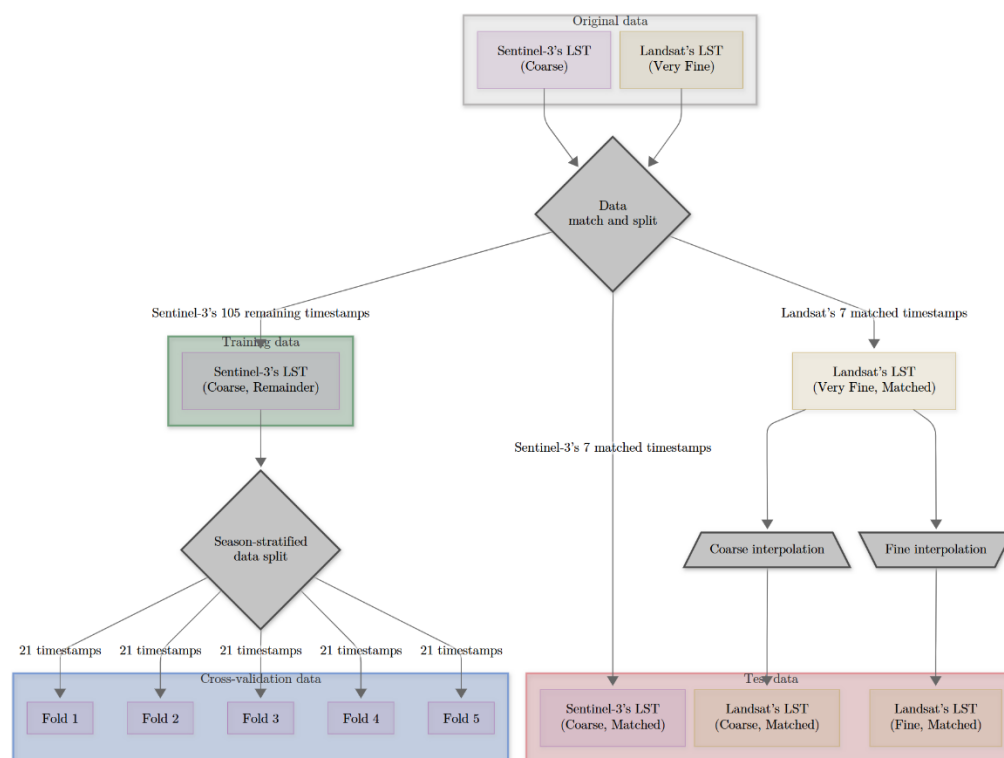 Original data
Sentinel-3's LST
(Coarse)
Landsat's LST
(Very Fine)
Data
match and split
Sentinel-3's 105 remaining timestamps
Landsat's 7 matched timestamps
Training data
Sentinel-3's LST
(Coarse, Remainder)
Landsat's LST
(Very Fine, Matched)
Sentinel-3's 7 matched timestamps
Season-stratified
data split
Coarse interpolation
Fine interpolation
21 timestamps
21 timestamps
21 timestamps
21 timestamps
21 timestamps
Cross-validation data
Fold 1
Fold 2
Fold 3
Fold 4
Fold 5
Test data
Sentinel-3's LST
(Coarse, Matched)
Landsat's LST
(Coarse, Matched)
Landsat's LST
(Fine, Matched)